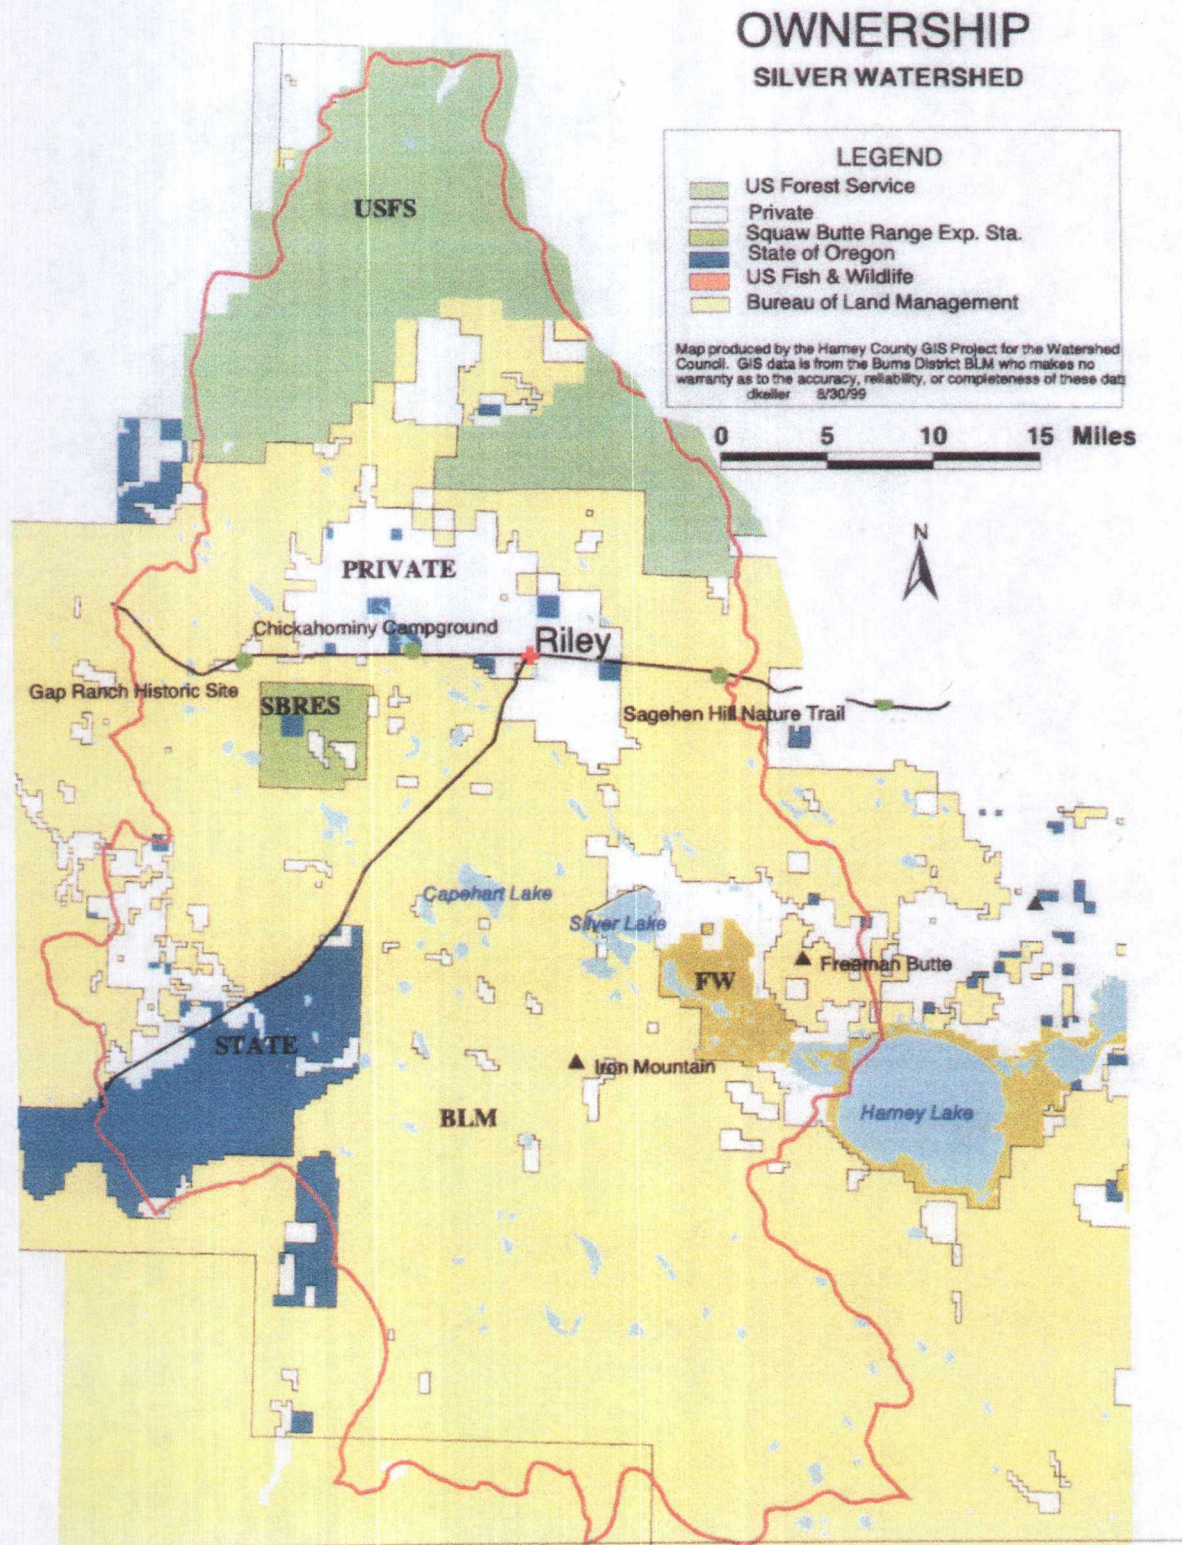 OWNERSHIP
SILVER WATERSHED
LEGEND
US Forest Service
Private
Squaw Butte Range Exp. Sta.
State of Oregon
US Fish & Wildlife
Bureau of Land Management
Map produced by the Harney County GIS Project for the Watershed
Council. GIS data is from the Burns District BLM who makes no
warranty as to the accuracy, reliability, or completeness of these data
dkeller 8/30/99
0 5 10 15 Miles
N
USFS
PRIVATE
Chickahominy Campground
Riley
Gap Ranch Historic Site
SBRES
Sagehen Hill Nature Trail
Capehart Lake
Silver Lake
FW
Freeman Butte
STATE
Iron Mountain
BLM
Harney Lake